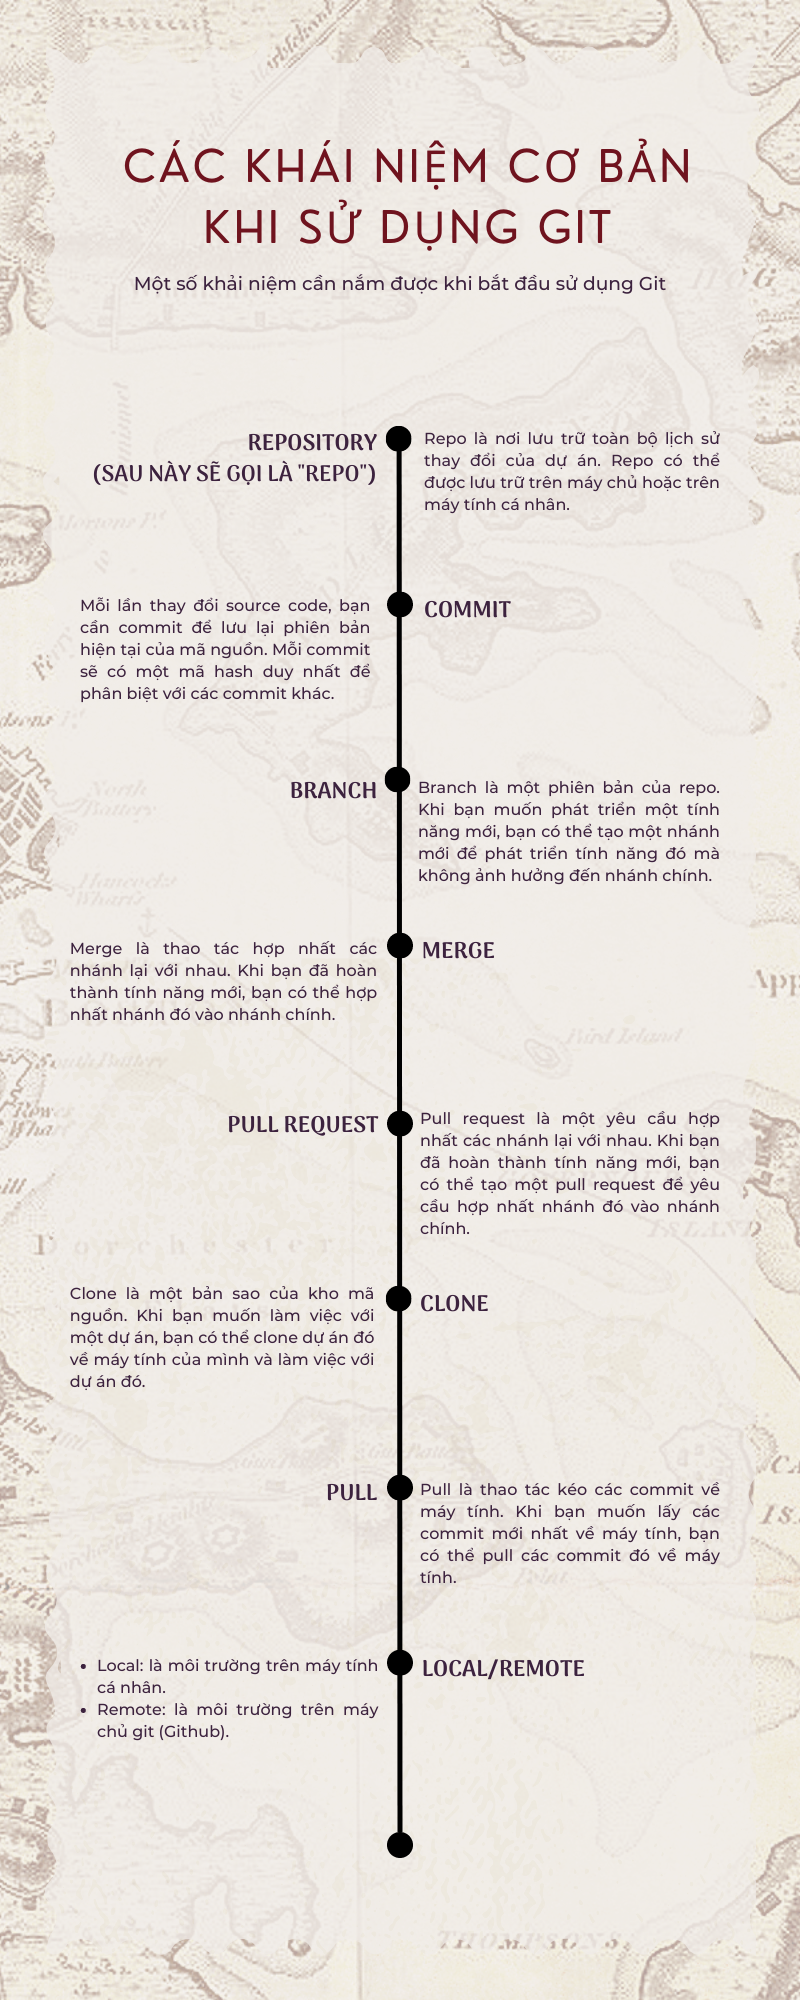 CÁC KHÁI NIỆM CƠ BẢN
KHI SỬ DỤNG GIT
Một số khải niệm cần nắm được khi bắt đầu sử dụng Git
REPOSITORY
(SAU NÀY SẼ GỌI LÀ "REPO")
Repo là nơi lưu trữ toàn bộ lịch sử
thay đổi của dự án. Repo có thể
được lưu trữ trên máy chủ hoặc trên
máy tính cá nhân.
COMMIT
Mỗi lần thay đổi source code, bạn
cần commit để lưu lại phiên bản
hiện tại của mã nguồn. Mỗi commit
sẽ có một mã hash duy nhất để
phân biệt với các commit khác.
BRANCH
Branch là một phiên bản của repo.
Khi bạn muốn phát triển một tính
năng mới, bạn có thể tạo một nhánh
mới để phát triển tính năng đó mà
không ảnh hưởng đến nhánh chính.
MERGE
Merge là thao tác hợp nhất các
nhánh lại với nhau. Khi bạn đã hoàn
thành tính năng mới, bạn có thể hợp
nhất nhánh đó vào nhánh chính.
PULL REQUEST
Pull request là một yêu cầu hợp
nhất các nhánh lại với nhau. Khi bạn
đã hoàn thành tính năng mới, bạn
có thể tạo một pull request để yêu
cầu hợp nhất nhánh đó vào nhánh
chính.
CLONE
Clone là một bản sao của kho mã
nguồn. Khi bạn muốn làm việc với
một dự án, bạn có thể clone dự án đó
về máy tính của mình và làm việc với
dự án đó.
PULL
Pull là thao tác kéo các commit về
máy tính. Khi bạn muốn lấy các
commit mới nhất về máy tính, bạn
có thể pull các commit đó về máy
tính.
LOCAL/REMOTE
• Local: là môi trường trên máy tính
cá nhân.
• Remote: là môi trường trên máy
chủ git (Github).
North
Battery
Hancocks
Wharfs
Bird Island
Dorchester
ISLAND
THOMPSONS